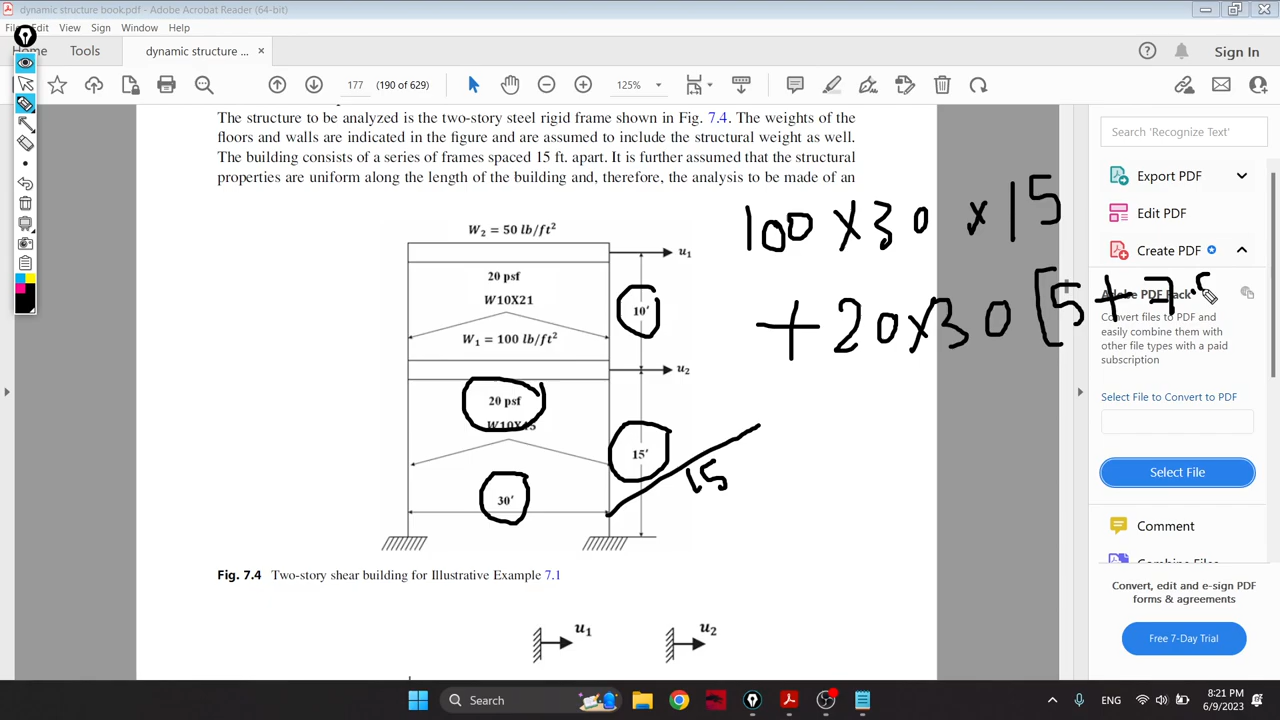 dynamic structure book.pdf - Adobe Acrobat Reader (64-bit)
File Edit View Sign Window Help
Home Tools dynamic structure ... × Sign In
177 (190 of 629) 125%
The structure to be analyzed is the two-story steel rigid frame shown in Fig. 7.4. The weights of the
floors and walls are indicated in the figure and are assumed to include the structural weight as well.
The building consists of a series of frames spaced 15 ft. apart. It is further assumed that the structural
properties are uniform along the length of the building and, therefore, the analysis to be made of an
W₂ = 50 lb/ft²
u₁
20 psf
W10X21
10'
W₁ = 100 lb/ft²
u₂
20 psf
W10X45
15'
30'
15
100 × 30 × 15
+ 20 × 30 [5 + 7.5
Fig. 7.4 Two-story shear building for Illustrative Example 7.1
u₁ u₂
Search 'Recognize Text'
Export PDF
Edit PDF
Create PDF
Adobe PDF Pack
Convert files to PDF and
easily combine them
with other file types with a paid
subscription
Select File to Convert to PDF
Select File
Comment
Combine Files
Convert, edit and e-sign PDF
forms & agreements
Free 7-Day Trial
Search
ENG
8:21 PM
6/9/2023